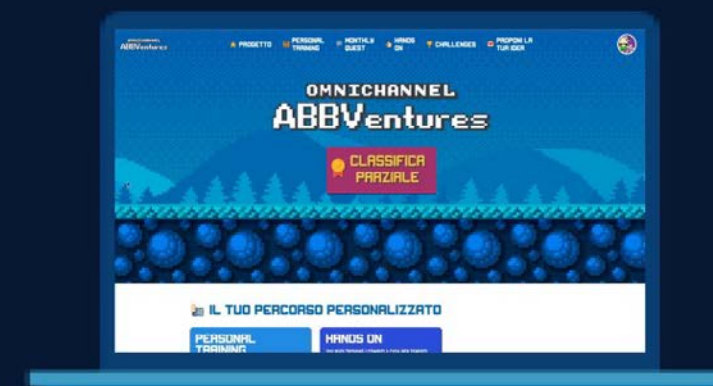 OMNICHANNEL
ABBVentures
PROGETTO
PERSONAL
TRAINING
MONTHLY
QUEST
HANDS
ON
CHALLENGES
PROPONI LA
TUA IDEA
OMNICHANNEL
ABBVentures
CLASSIFICA
PARZIALE
IL TUO PERCORSO PERSONALIZZATO
PERSONAL
TRAINING
HANDS ON